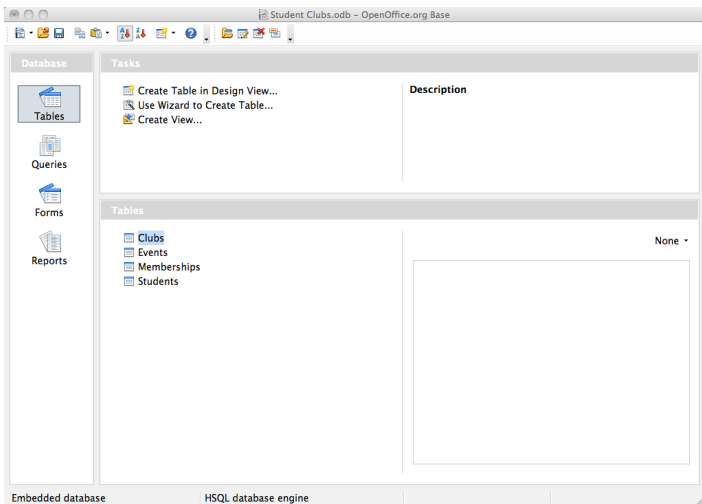 Student Clubs.odb – OpenOffice.org Base
Database
Tables
Queries
Forms
Reports
Tasks
Create Table in Design View...
Use Wizard to Create Table...
Create View...
Description
Tables
Clubs
Events
Memberships
Students
None
Embedded database
HSQL database engine